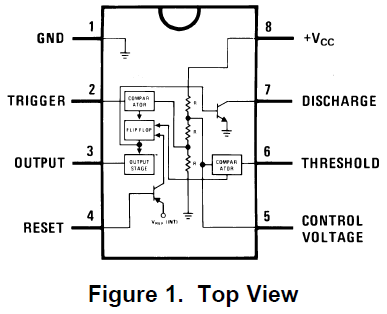 1
GND
8
+VCC
2
TRIGGER
COMPAR
ATOR
R
7
DISCHARGE
FLIP FLOP
R
3
OUTPUT
OUTPUT
STAGE
R
COMPAR
ATOR
6
THRESHOLD
4
RESET
VREF (INT)
5
CONTROL
VOLTAGE
Figure 1. Top View